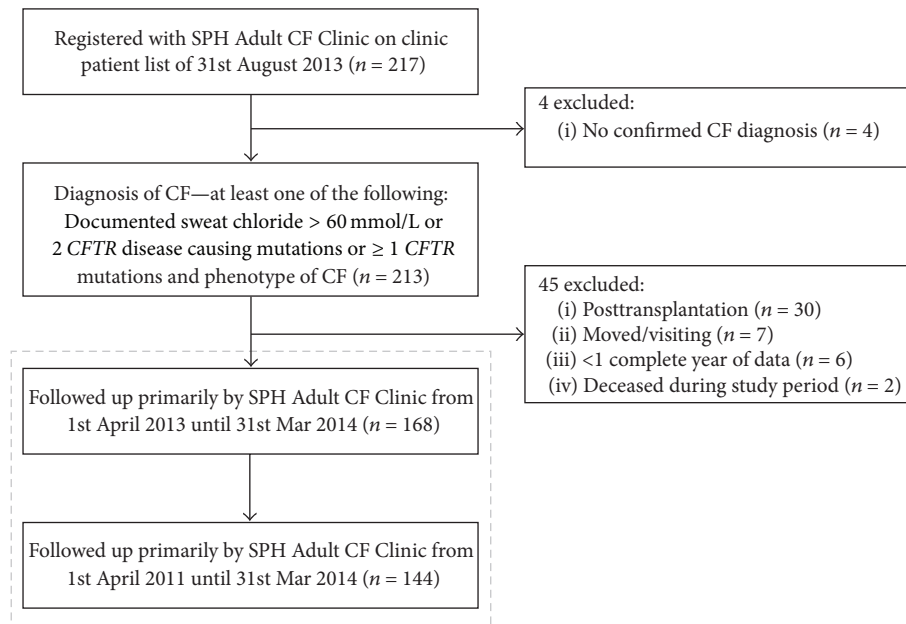 Registered with SPH Adult CF Clinic on clinic
patient list of 31st August 2013 (n = 217)
4 excluded:
(i) No confirmed CF diagnosis (n = 4)
Diagnosis of CF—at least one of the following:
Documented sweat chloride > 60 mmol/L or
2 CFTR disease causing mutations or ≥ 1 CFTR
mutations and phenotype of CF (n = 213)
45 excluded:
(i) Posttransplantation (n = 30)
(ii) Moved/visiting (n = 7)
(iii) <1 complete year of data (n = 6)
(iv) Deceased during study period (n = 2)
Followed up primarily by SPH Adult CF Clinic from
1st April 2013 until 31st Mar 2014 (n = 168)
Followed up primarily by SPH Adult CF Clinic from
1st April 2011 until 31st Mar 2014 (n = 144)